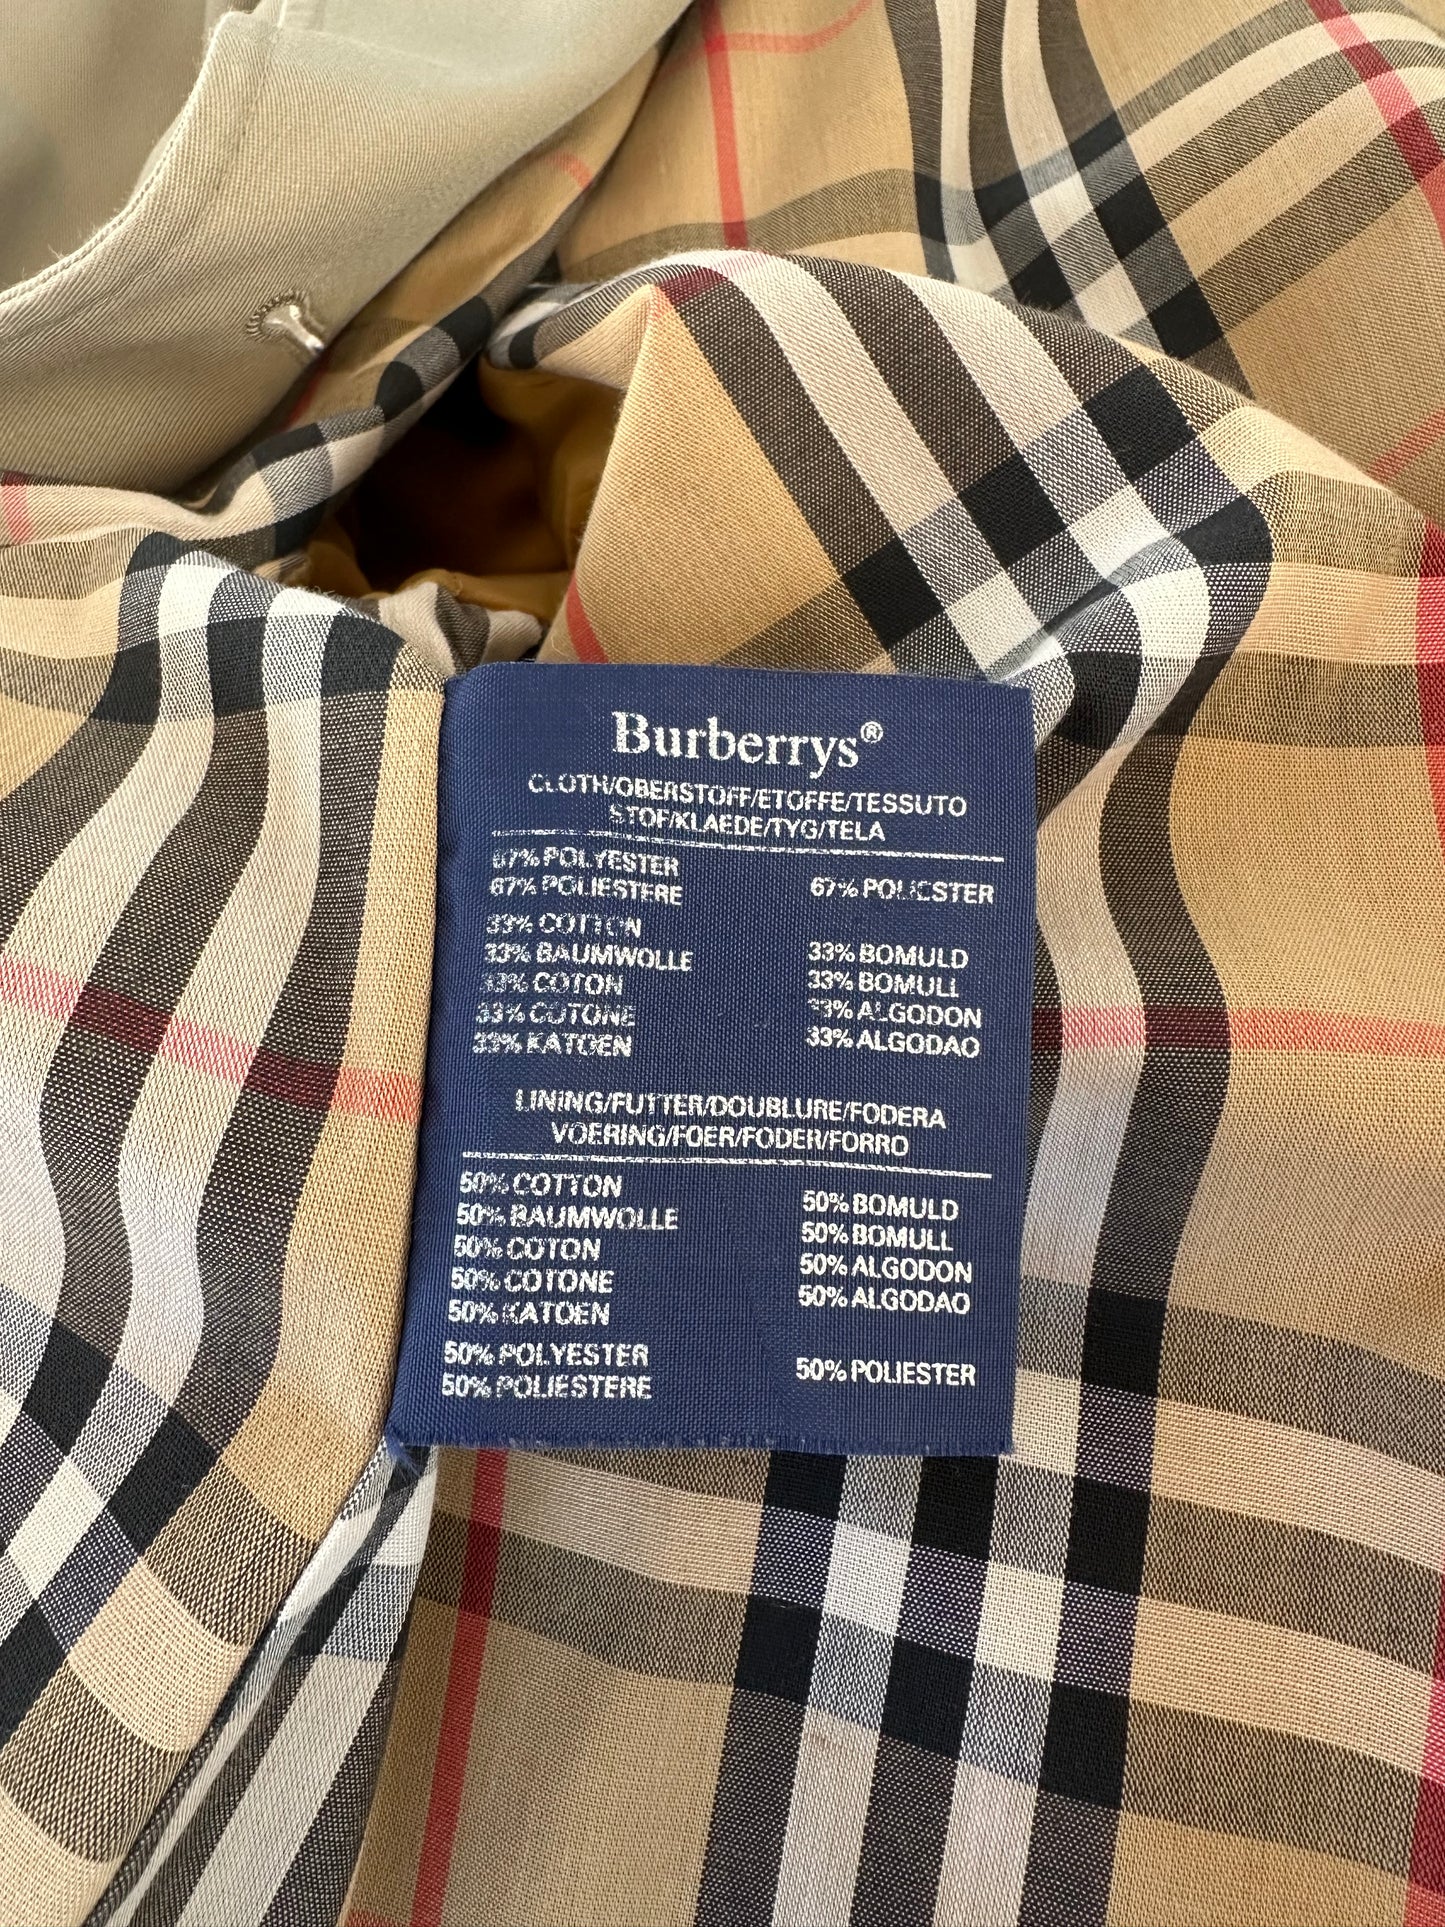 Burberrys®
CLOTH/OBERSTOFF/ETOFFE/TESSUTO
STOF/KLAEDE/TYG/TELA
67% POLYESTER
67% POLIESTERE 67% POLIESTER
33% COTTON
33% BAUMWOLLE 33% BOMULD
33% COTON 33% BOMULL
33% COTONE 33% ALGODON
33% KATOEN 33% ALGODAO
LINING/FUTTER/DOUBLURE/FODERA
VOERING/FOER/FODER/FORRO
50% COTTON 50% BOMULD
50% BAUMWOLLE 50% BOMULL
50% COTON 50% ALGODON
50% COTONE 50% ALGODAO
50% KATOEN
50% POLYESTER 50% POLIESTER
50% POLIESTERE